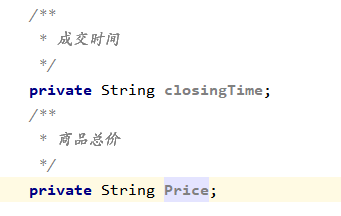 /**
* 成交时间
*/
private String closingTime;
/**
* 商品总价
*/
private String Price;